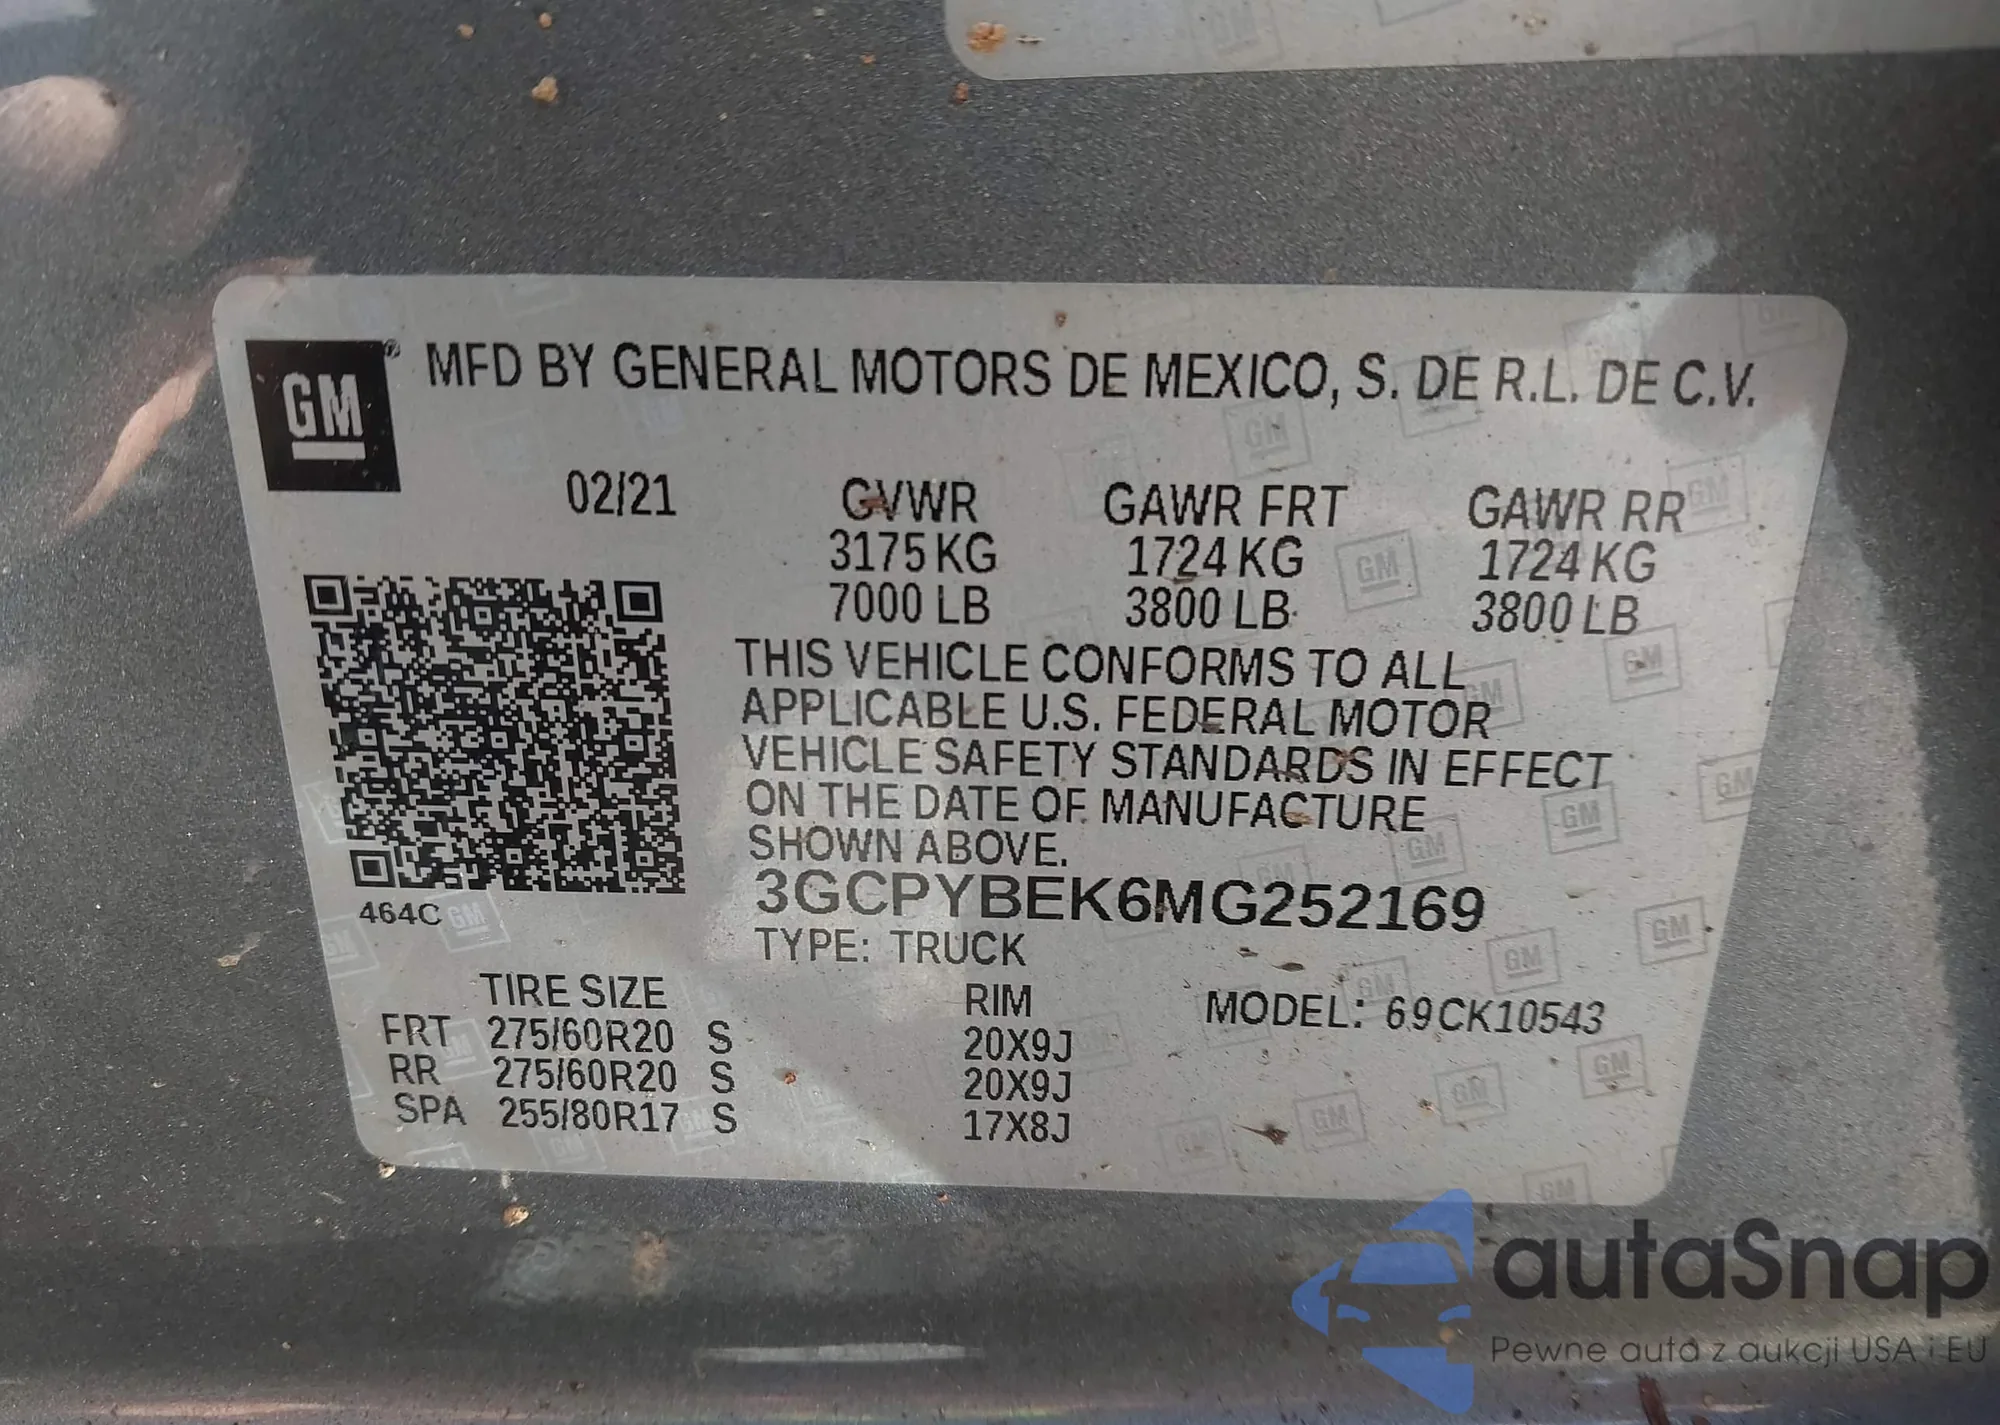 GM
MFD BY GENERAL MOTORS DE MEXICO, S. DE R.L. DE C.V.
02/21 GVWR GAWR FRT GAWR RR
3175 KG 1724 KG 1724 KG
7000 LB 3800 LB 3800 LB
THIS VEHICLE CONFORMS TO ALL
APPLICABLE U.S. FEDERAL MOTOR
VEHICLE SAFETY STANDARDS IN EFFECT
ON THE DATE OF MANUFACTURE
SHOWN ABOVE.
3GCPYBEK6MG252169
464C
TYPE: TRUCK
TIRE SIZE RIM MODEL: 69CK10543
FRT 275/60R20 S 20X9J
RR 275/60R20 S 20X9J
SPA 255/80R17 S 17X8J
autaSnap
Pewne auta z aukcji USA i EU